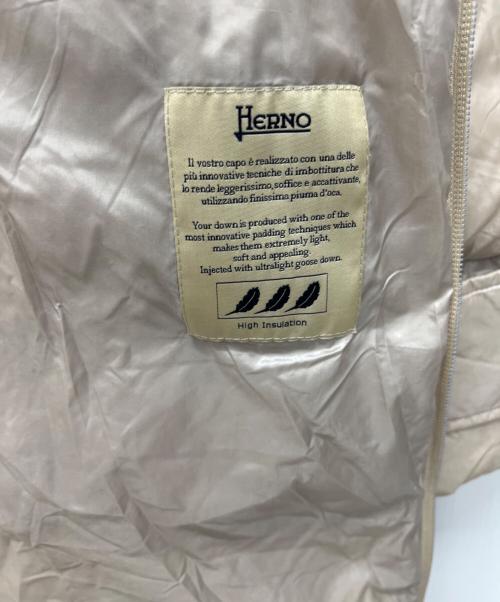 HERNO
Il vostro capo é realizzato con una delle
più innovative tecniche di imbottitura che
lo rende leggerissimo, soffice e accattivante,
utilizzando finissima piuma d'oca.
Your down is produced with one of the
most innovative padding techniques which
makes them extremely light,
soft and appealing.
Injected with ultralight goose down.
High Insulation